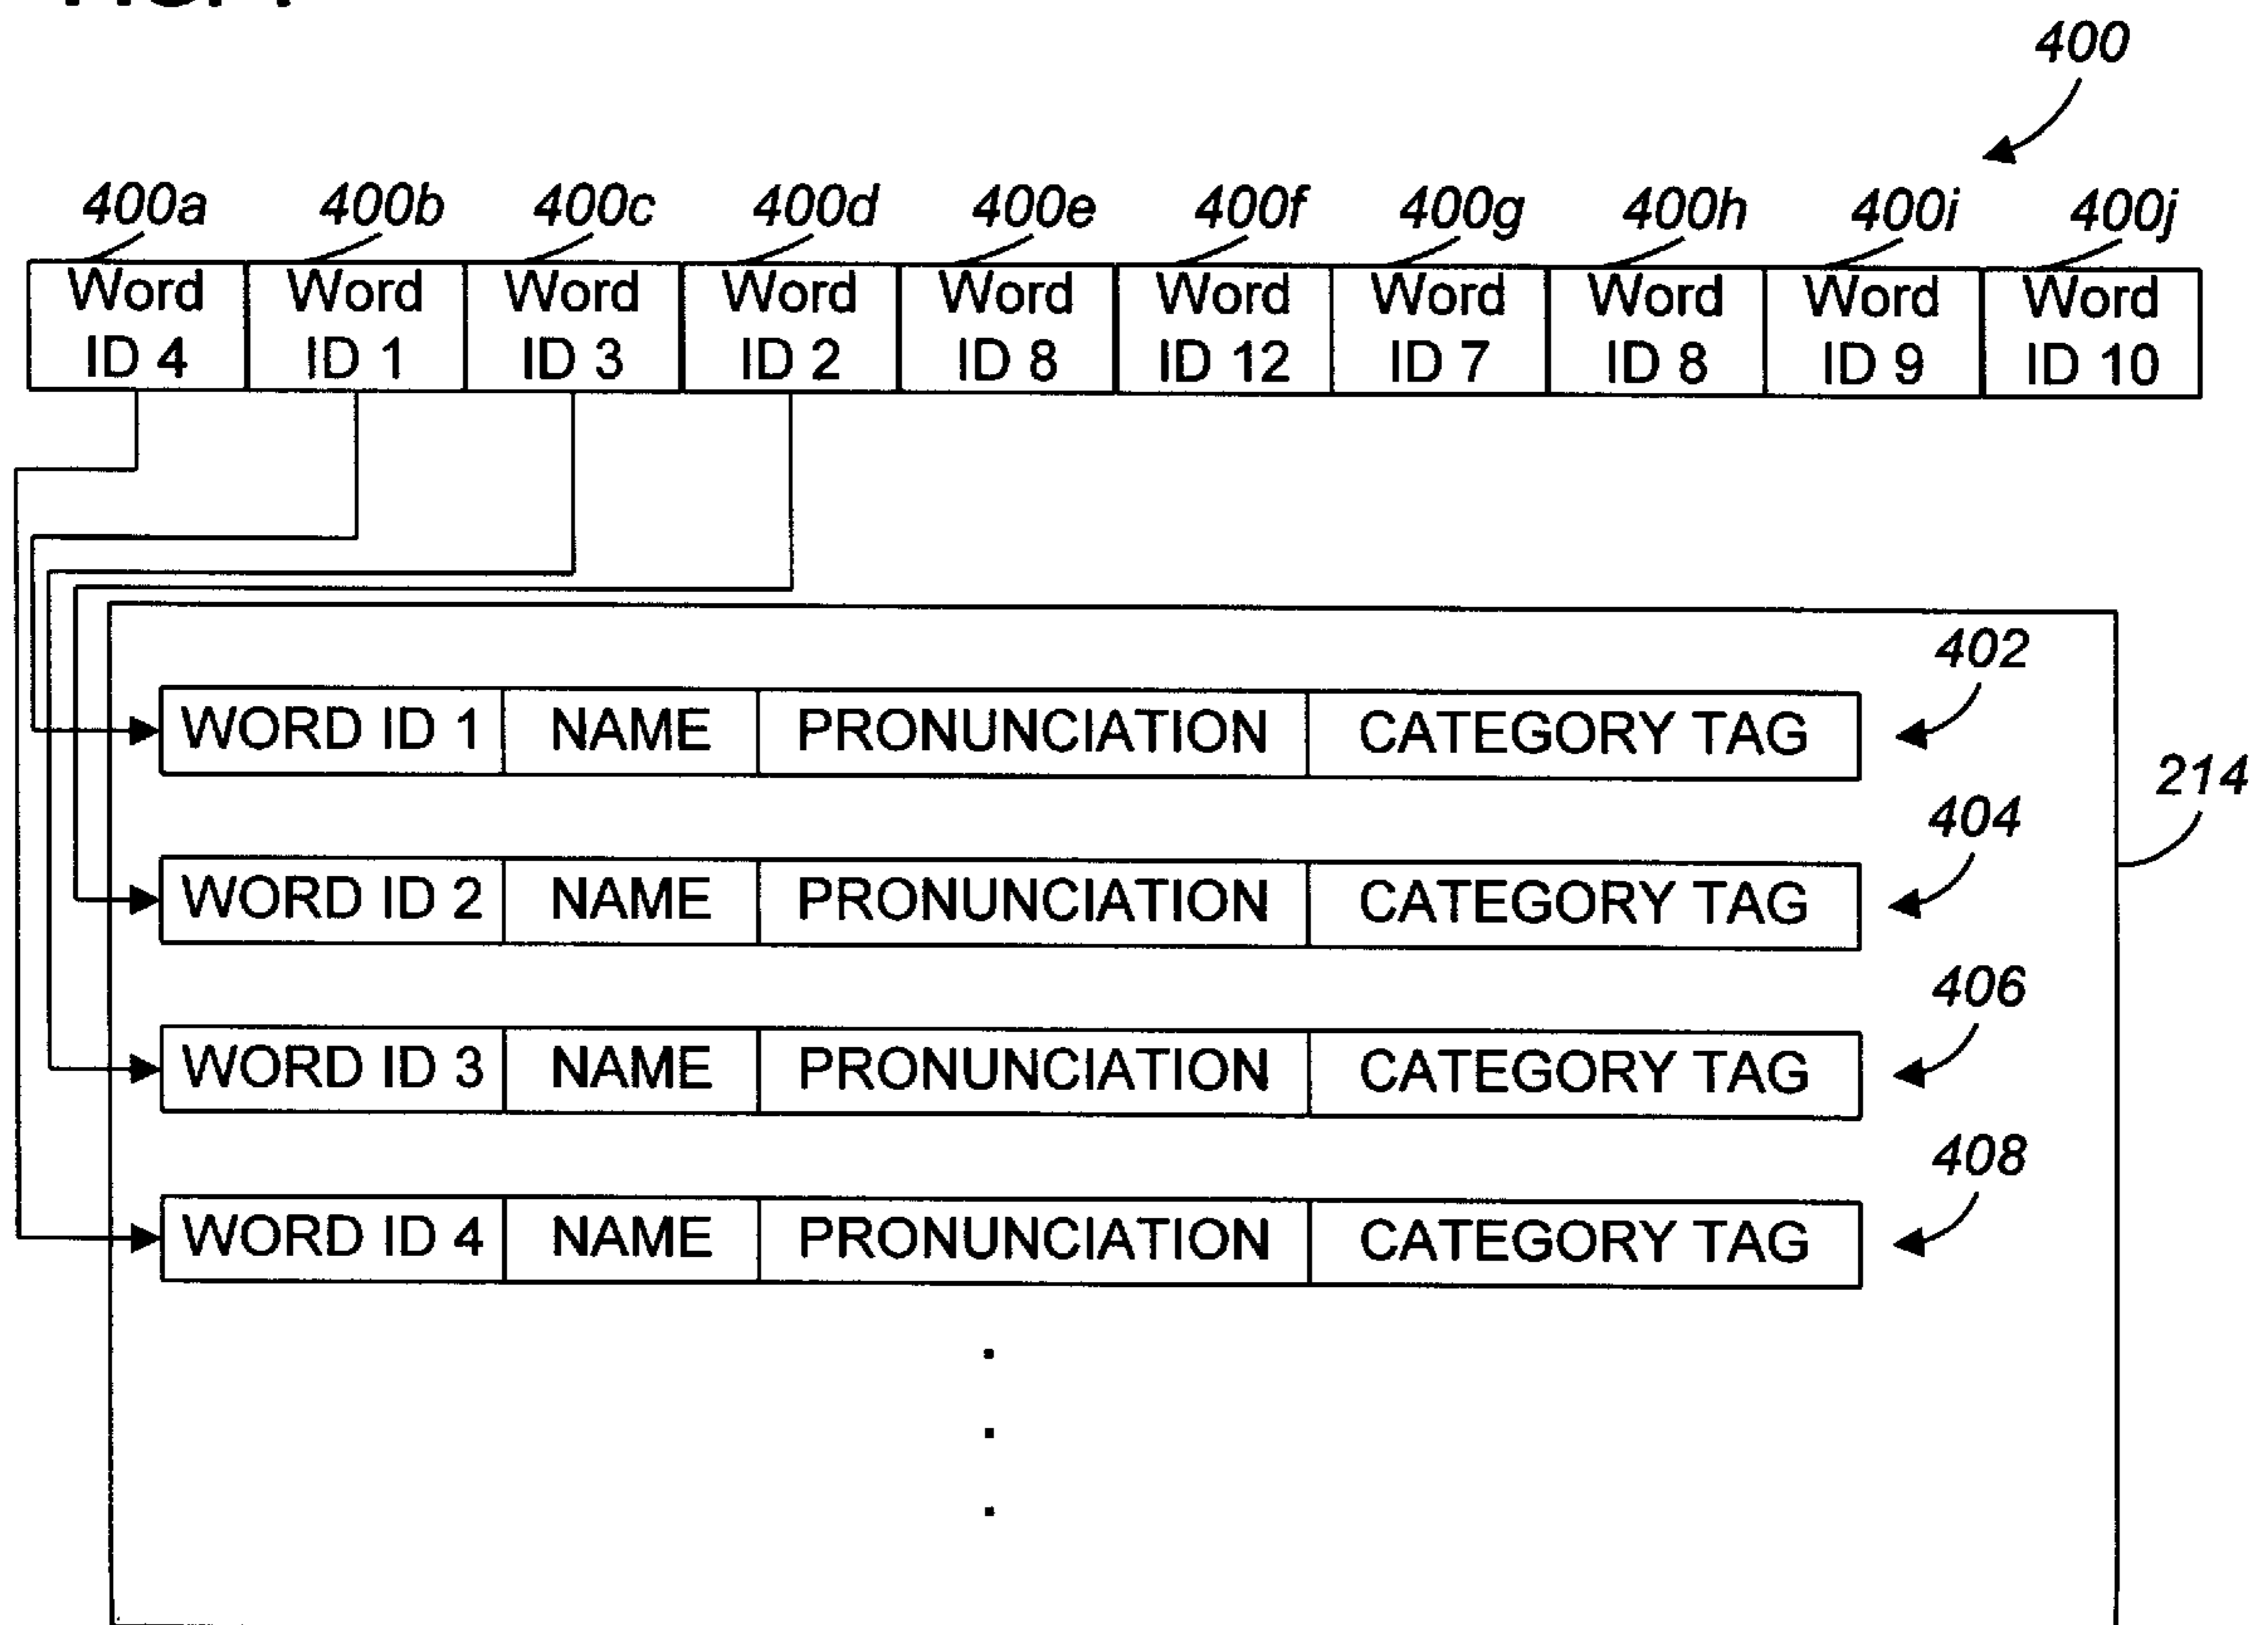 400
400a 400b 400c 400d 400e 400f 400g 400h 400i 400j
Word ID 4 Word ID 1 Word ID 3 Word ID 2 Word ID 8 Word ID 12 Word ID 7 Word ID 8 Word ID 9 Word ID 10
402
WORD ID 1 NAME PRONUNCIATION CATEGORY TAG
214
404
WORD ID 2 NAME PRONUNCIATION CATEGORY TAG
406
WORD ID 3 NAME PRONUNCIATION CATEGORY TAG
408
WORD ID 4 NAME PRONUNCIATION CATEGORY TAG